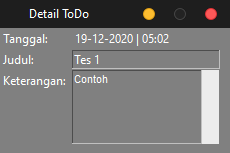 Detail ToDo
Tanggal: 19-12-2020 | 05:02
Judul: Tes 1
Keterangan: Contoh